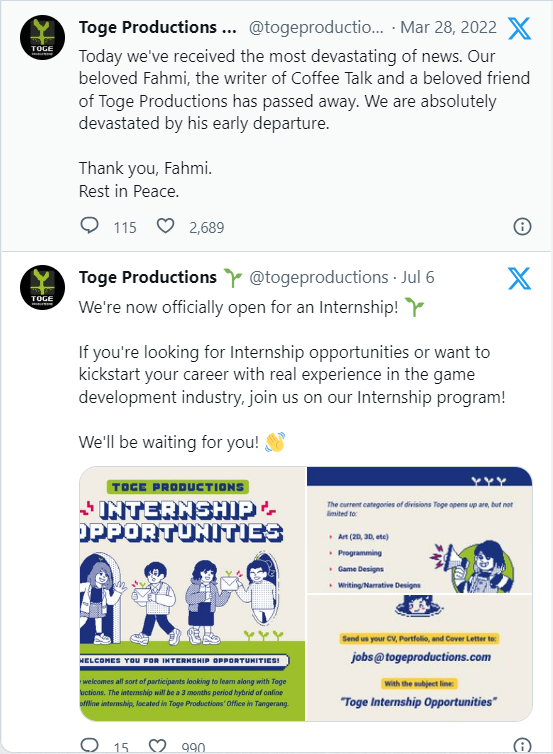 Toge Productions ... @togeproductio... · Mar 28, 2022
Today we've received the most devastating of news. Our
beloved Fahmi, the writer of Coffee Talk and a beloved friend
of Toge Productions has passed away. We are absolutely
devastated by his early departure.
Thank you, Fahmi.
Rest in Peace.
115 2,689
Toge Productions 🌱 @togeproductions · Jul 6
We're now officially open for an Internship! 🌱
If you're looking for Internship opportunities or want to
kickstart your career with real experience in the game
development industry, join us on our Internship program!
We'll be waiting for you! 👋
TOGE PRODUCTIONS
INTERNSHIP
OPPORTUNITIES
WELCOMES YOU FOR INTERNSHIP OPPORTUNITIES!
welcomes all sort of participants looking to learn along with Toge
uctions. The internship will be a 3 months period hybrid of online
offline internship, located in Toge Productions' Office in Tangerang.
The current categories of divisions Toge opens up are, but not
limited to:
Art (2D, 3D, etc)
Programming
Game Designs
Writing/Narrative Designs
Send us your CV, Portfolio, and Cover Letter to:
jobs@togeproductions.com
With the subject line:
"Toge Internship Opportunities"
15 990